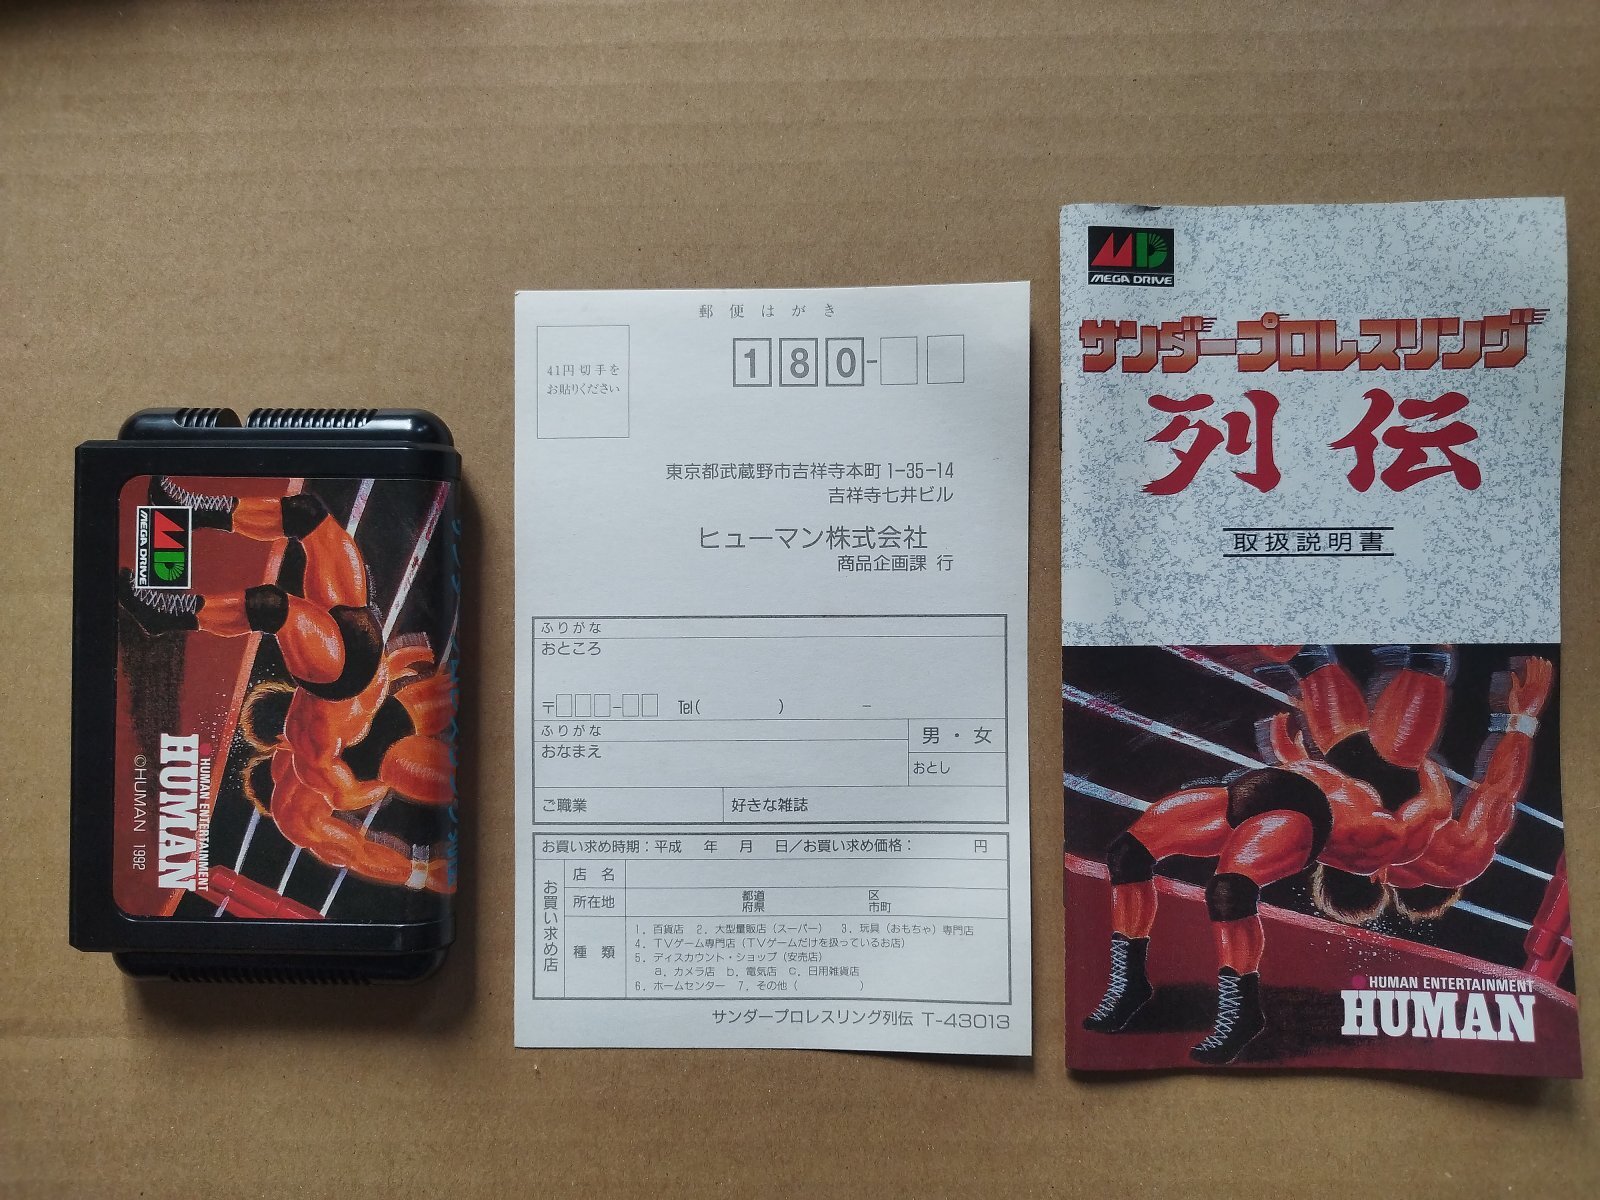 MEGA DRIVE
HUMAN ENTERTAINMENT
HUMAN
©HUMAN 1992
郵便はがき
41円切手を
お貼りください
180-
東京都武蔵野市吉祥寺本町1-35-14
吉祥寺七井ビル
ヒューマン株式会社
商品企画課 行
ふりがな
おところ
〒 - Tel( ) -
ふりがな
おなまえ
男・女
おとし
ご職業
好きな雑誌
お買い求め時期:平成 年 月 日/お買い求め価格: 円
お買い求め店
店名
所在地
都道府県
区市町
種類
1.百貨店 2.大型量販店(スーパー) 3.玩具(おもちゃ)専門店
4.TVゲーム専門店(TVゲームだけを扱っているお店)
5.ディスカウント・ショップ(安売店)
a.カメラ店 b.電気店 c.日用雑貨店
6.ホームセンター 7.その他( )
サンダープロレスリング列伝 T-43013
MD
MEGA DRIVE
サンダープロレスリング
列伝
取扱説明書
HUMAN ENTERTAINMENT
HUMAN